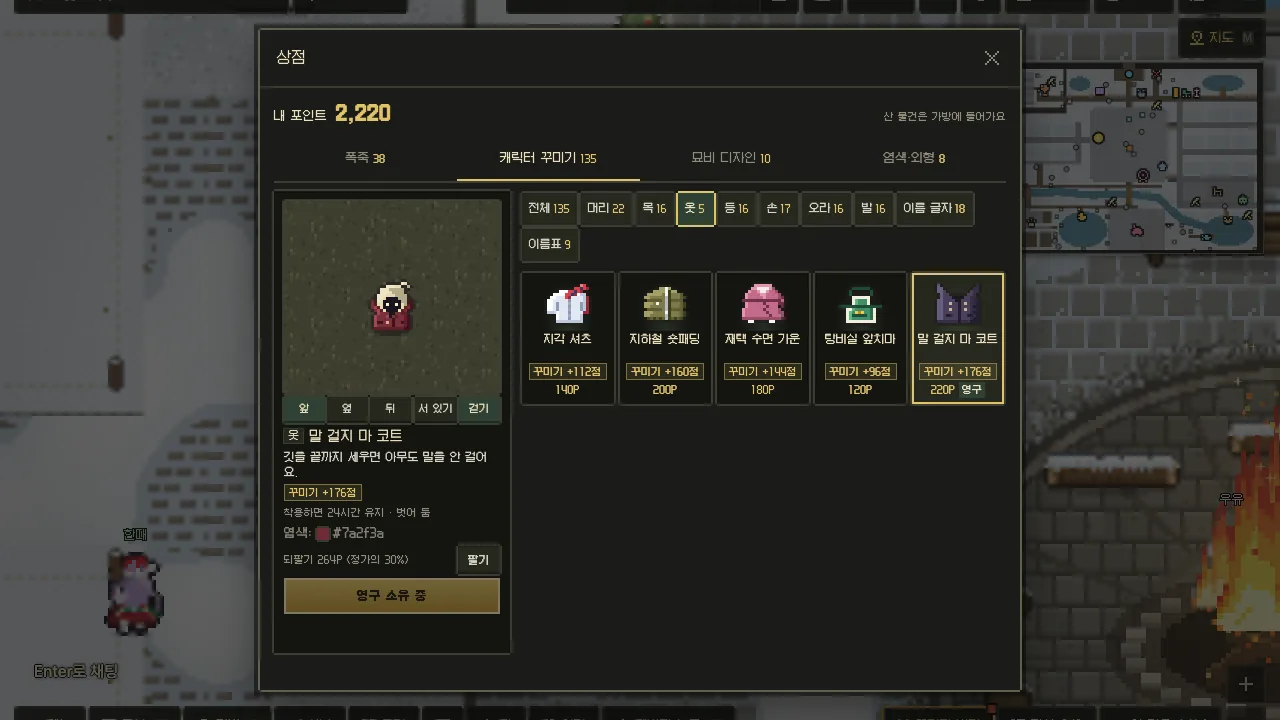 지도 M
상점
내 포인트 2,220
산 물건은 가방에 들어가요
폭죽 38
캐릭터 꾸미기 135
묘비 디자인 10
염색·외형 8
전체 135
머리 22
목 16
옷 5
등 16
손 17
오라 16
발 16
이름 글자 18
이름표 9
지각 셔츠
꾸미기 +112점
140P
지하철 숏패딩
꾸미기 +160점
200P
재택 수면 가운
꾸미기 +144점
180P
탕비실 앞치마
꾸미기 +96점
120P
말 걸지 마 코트
꾸미기 +176점
220P 영구
앞
옆
뒤
서 있기
걷기
옷 말 걸지 마 코트
깃을 끝까지 세우면 아무도 말을 안 걸어
요.
꾸미기 +176점
착용하면 24시간 유지 · 벗어 둠
염색: #7a2f3a
되팔기 264P (정가의 30%)
팔기
영구 소유 중
우유
Enter로 채팅